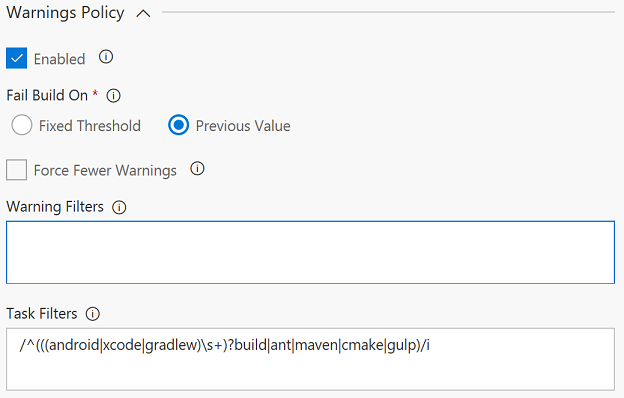 Warnings Policy
Enabled
Fail Build On *
Fixed Threshold Previous Value
Force Fewer Warnings
Warning Filters
Task Filters
/^(((android|xcode|gradlew)\s+)?build|ant|maven|cmake|gulp)/i